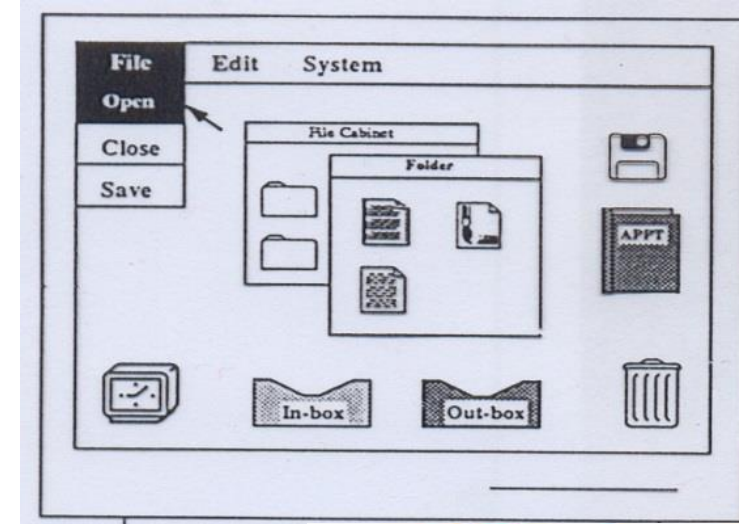 File Edit System
Open
Close
Save
File Cabinet
Folder
APPT
In-box
Out-box